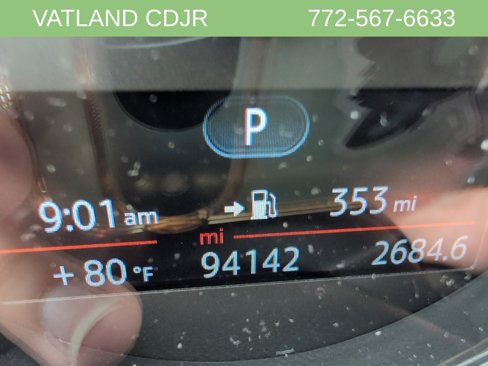 VATLAND CDJR 772-567-6633
P
9:01 am 353 mi
mi
+ 80 °F 94142 2684.6